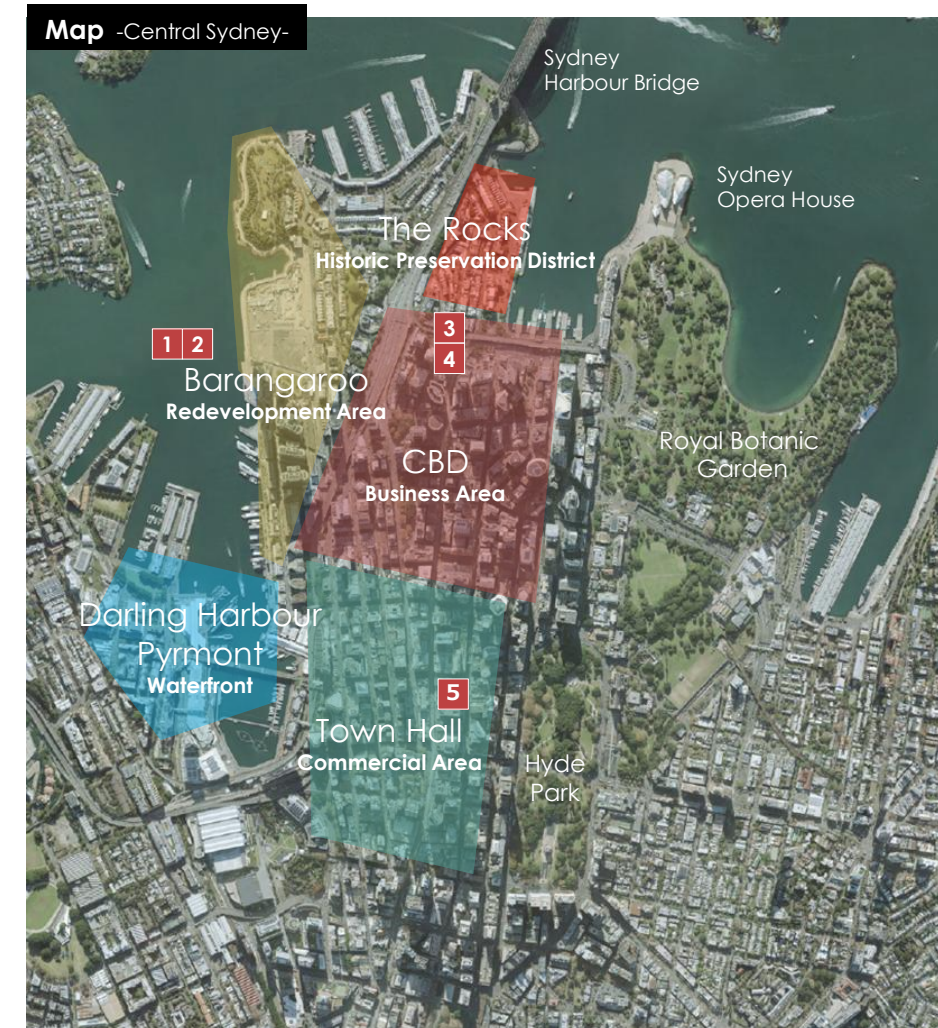 Map -Central Sydney-
Sydney
Harbour Bridge
Sydney
Opera House
The Rocks
Historic Preservation District
3
4
1 2
Barangaroo
Redevelopment Area
CBD
Business Area
Royal Botanic
Garden
Darling Harbour
Pyrmont
Waterfront
5
Town Hall
Commercial Area
Hyde
Park